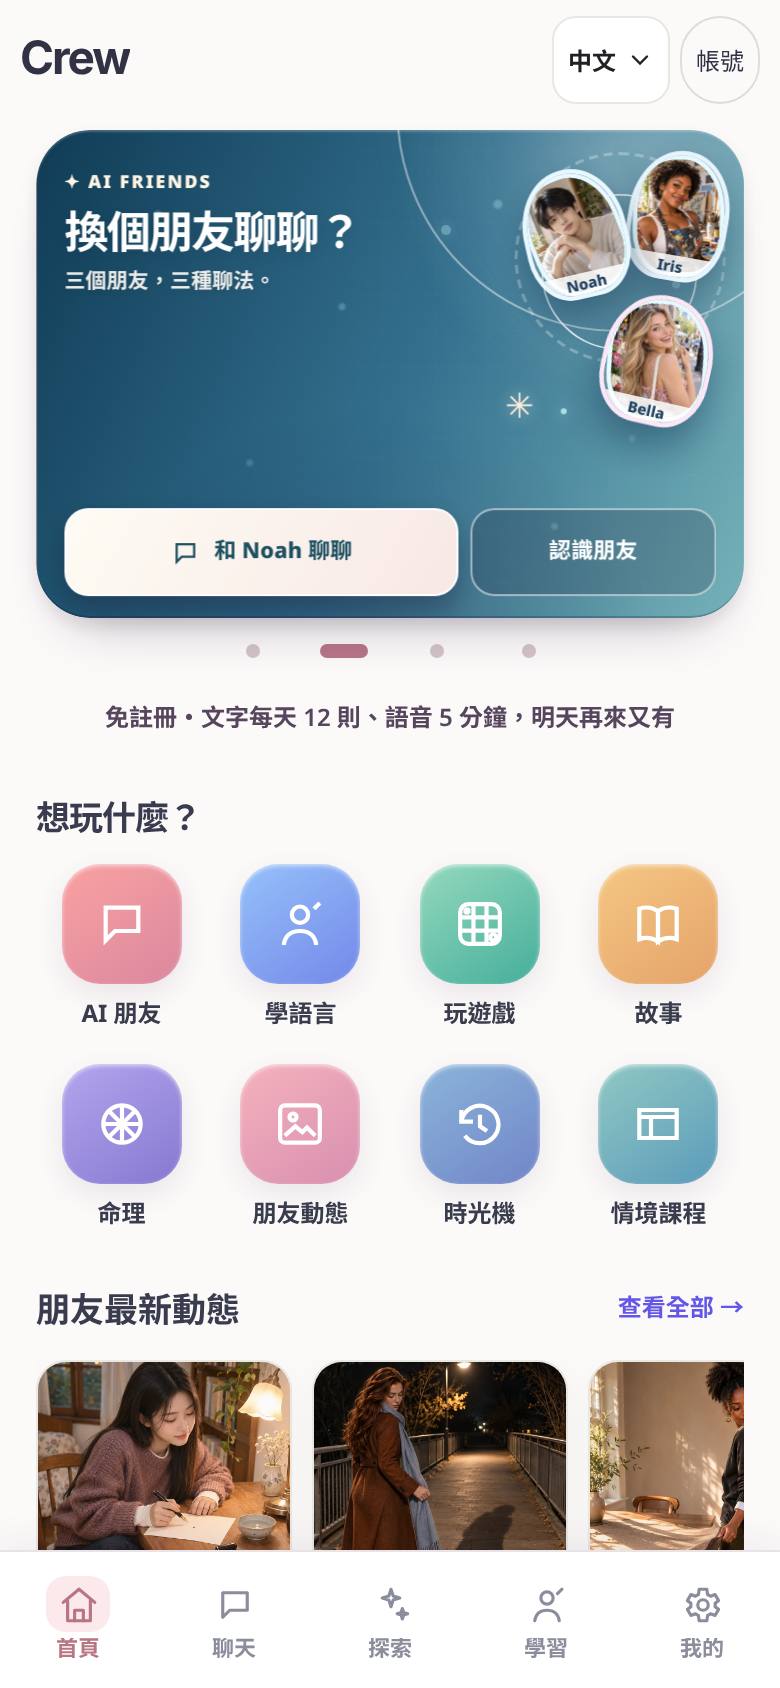 Crew
中文
帳號
✦ AI FRIENDS
換個朋友聊聊？
三個朋友，三種聊法。
Noah
Iris
Bella
和 Noah 聊聊
認識朋友
免註冊・文字每天 12 則、語音 5 分鐘，明天再來又有
想玩什麼？
AI 朋友
學語言
玩遊戲
故事
命理
朋友動態
時光機
情境課程
朋友最新動態
查看全部 →
首頁
聊天
探索
學習
我的